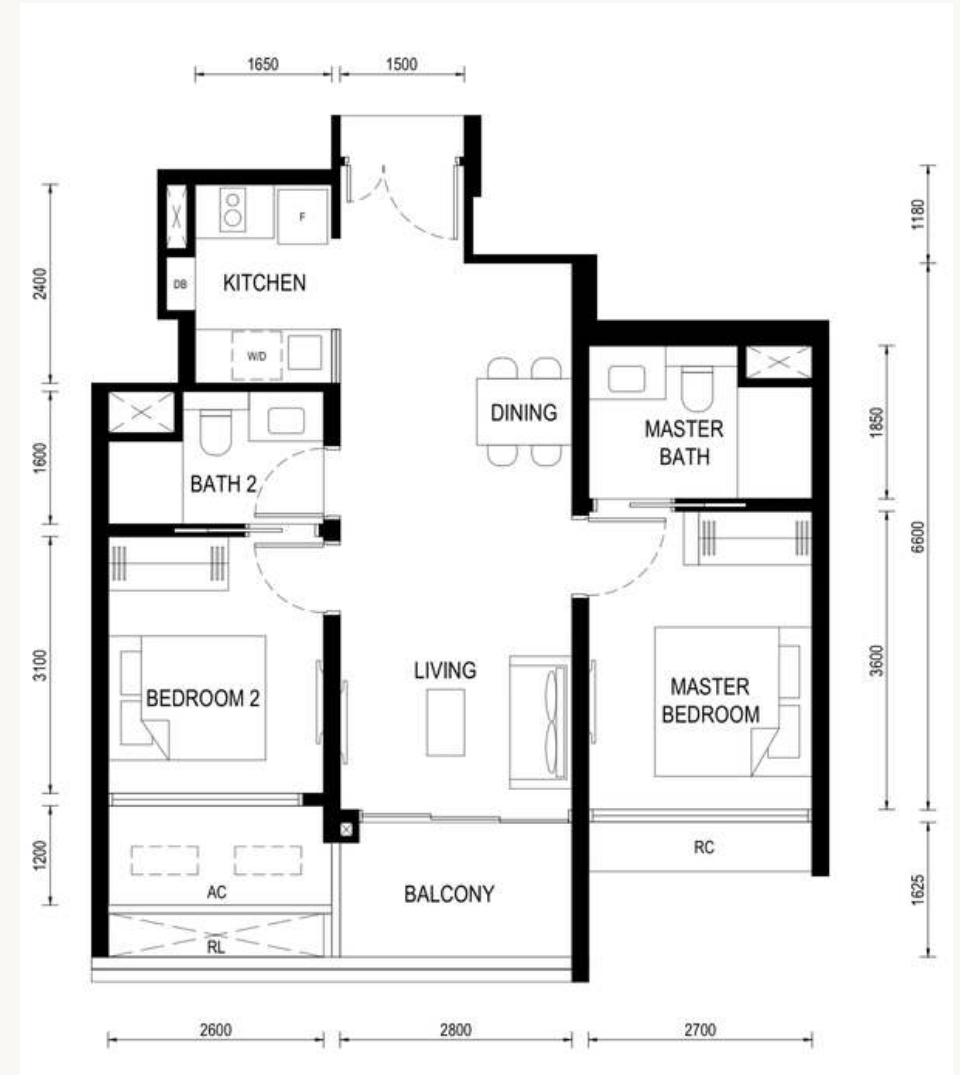 1650
1500
F
KITCHEN
DB
W/D
DINING
MASTER
BATH
BATH 2
LIVING
BEDROOM 2
MASTER
BEDROOM
RC
AC
BALCONY
RL
2400
1600
3100
1200
1180
1850
6600
3600
1625
2600
2800
2700